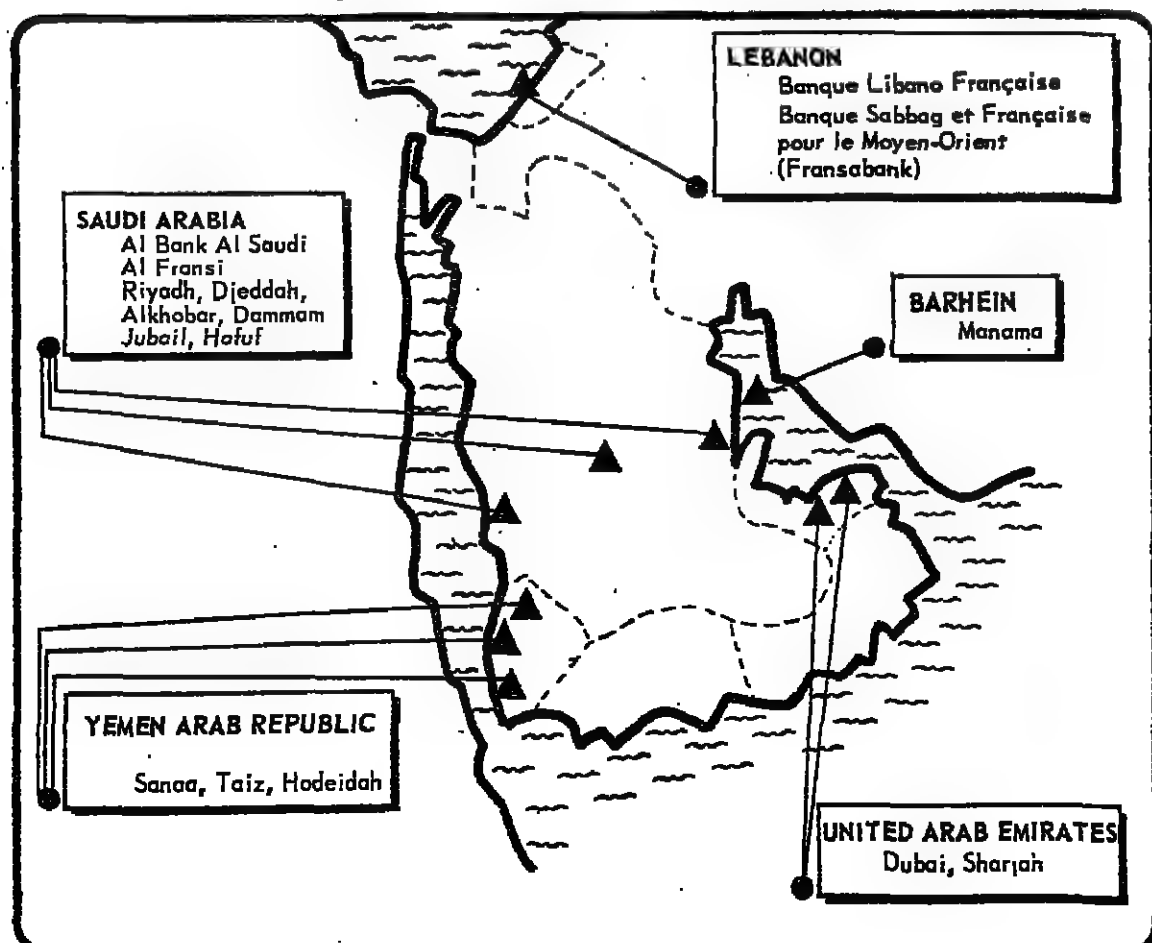 LEBANON
Banque Libano Française
Banque Sabbag et Française
pour le Moyen-Orient
(Fransabank)
SAUDI ARABIA
Al Bank Al Saudi
Al Fransi
Riyadh, Djeddah,
Alkhobar, Dammam
Jubail, Hofuf
BARHEIN
Manama
YEMEN ARAB REPUBLIC
Sanaa, Taiz, Hodeidah
UNITED ARAB EMIRATES
Dubai, Sharjah